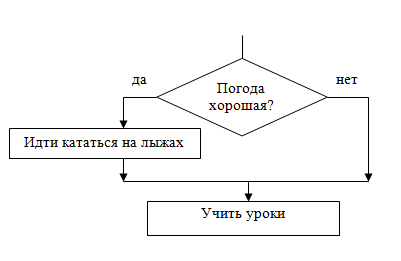 да
Погода
хорошая?
нет
Идти кататься на лыжах
Учить уроки